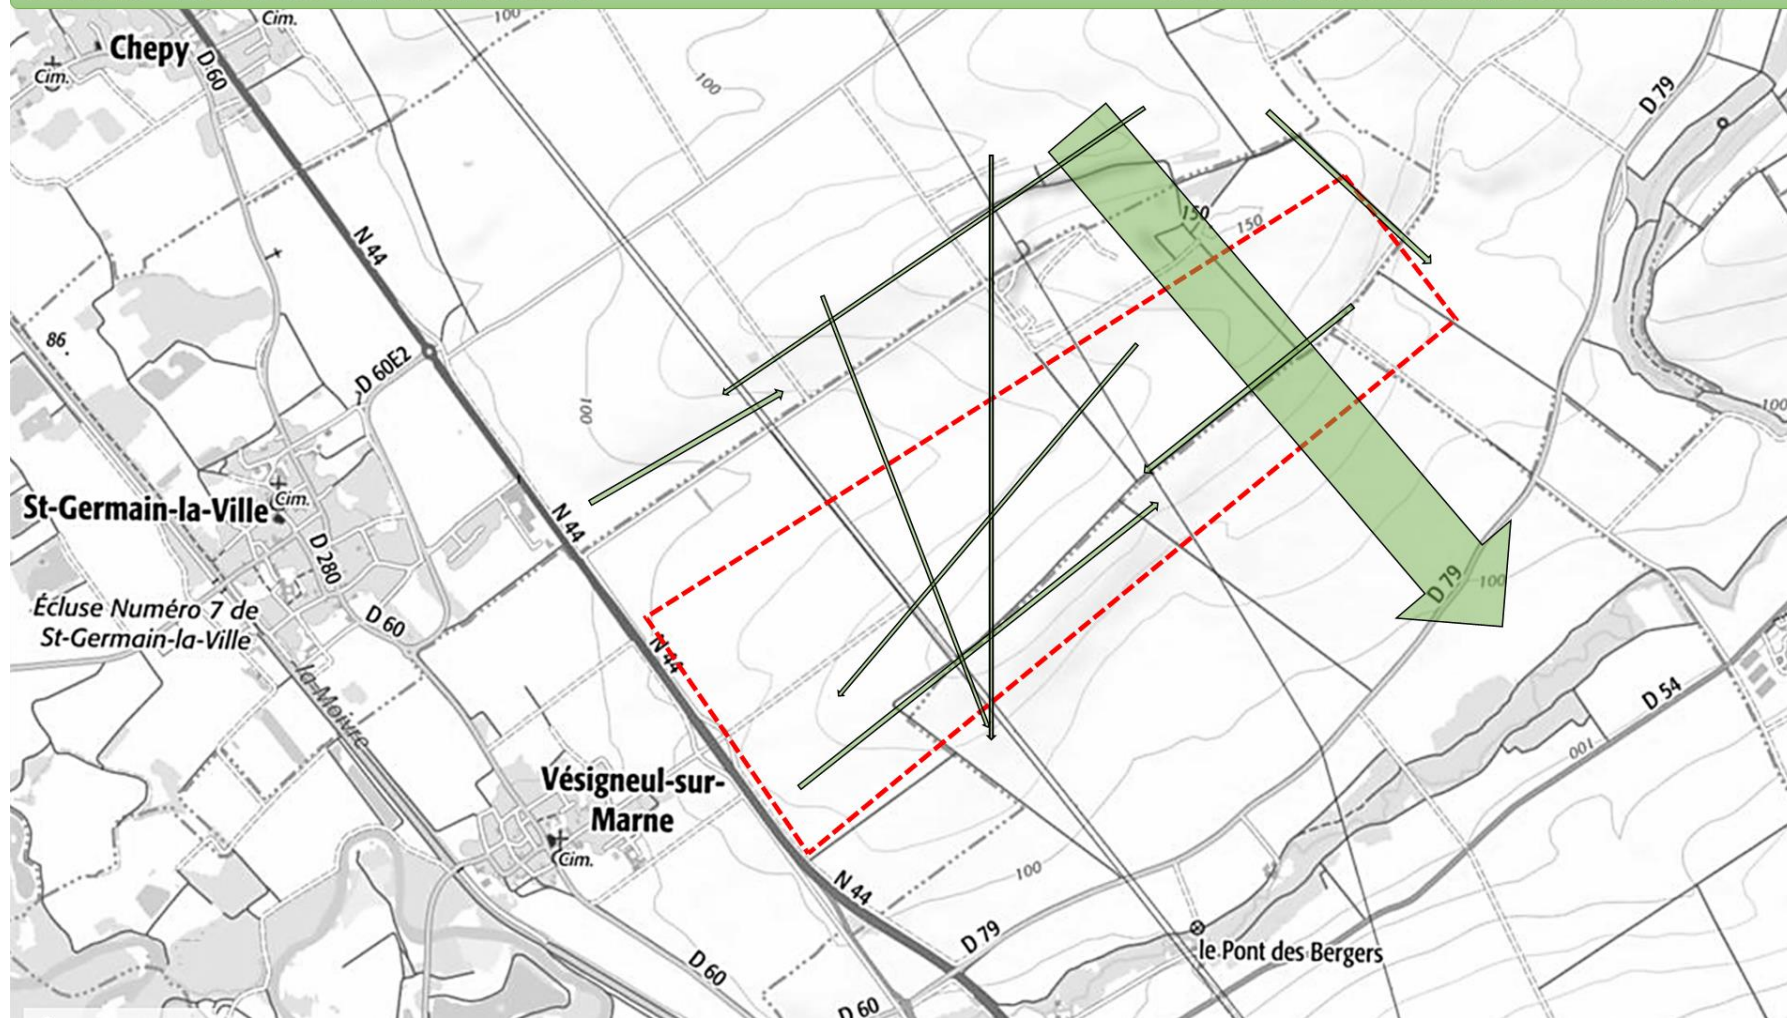 100
Cim.
Chepy
Cim.
D 60
100
D 79
150
150
N 44
86
D 60E2
100
100
St-Germain-la-Ville
Cim.
N 44
D 280
D 79
100
Écluse Numéro 7 de
St-Germain-la-Ville
D 60
N 44
la Moivre
D 54
100
Vésigneul-sur-
Marne
Cim.
100
N 44
D 79
le Pont des Bergers
D 60
D 60